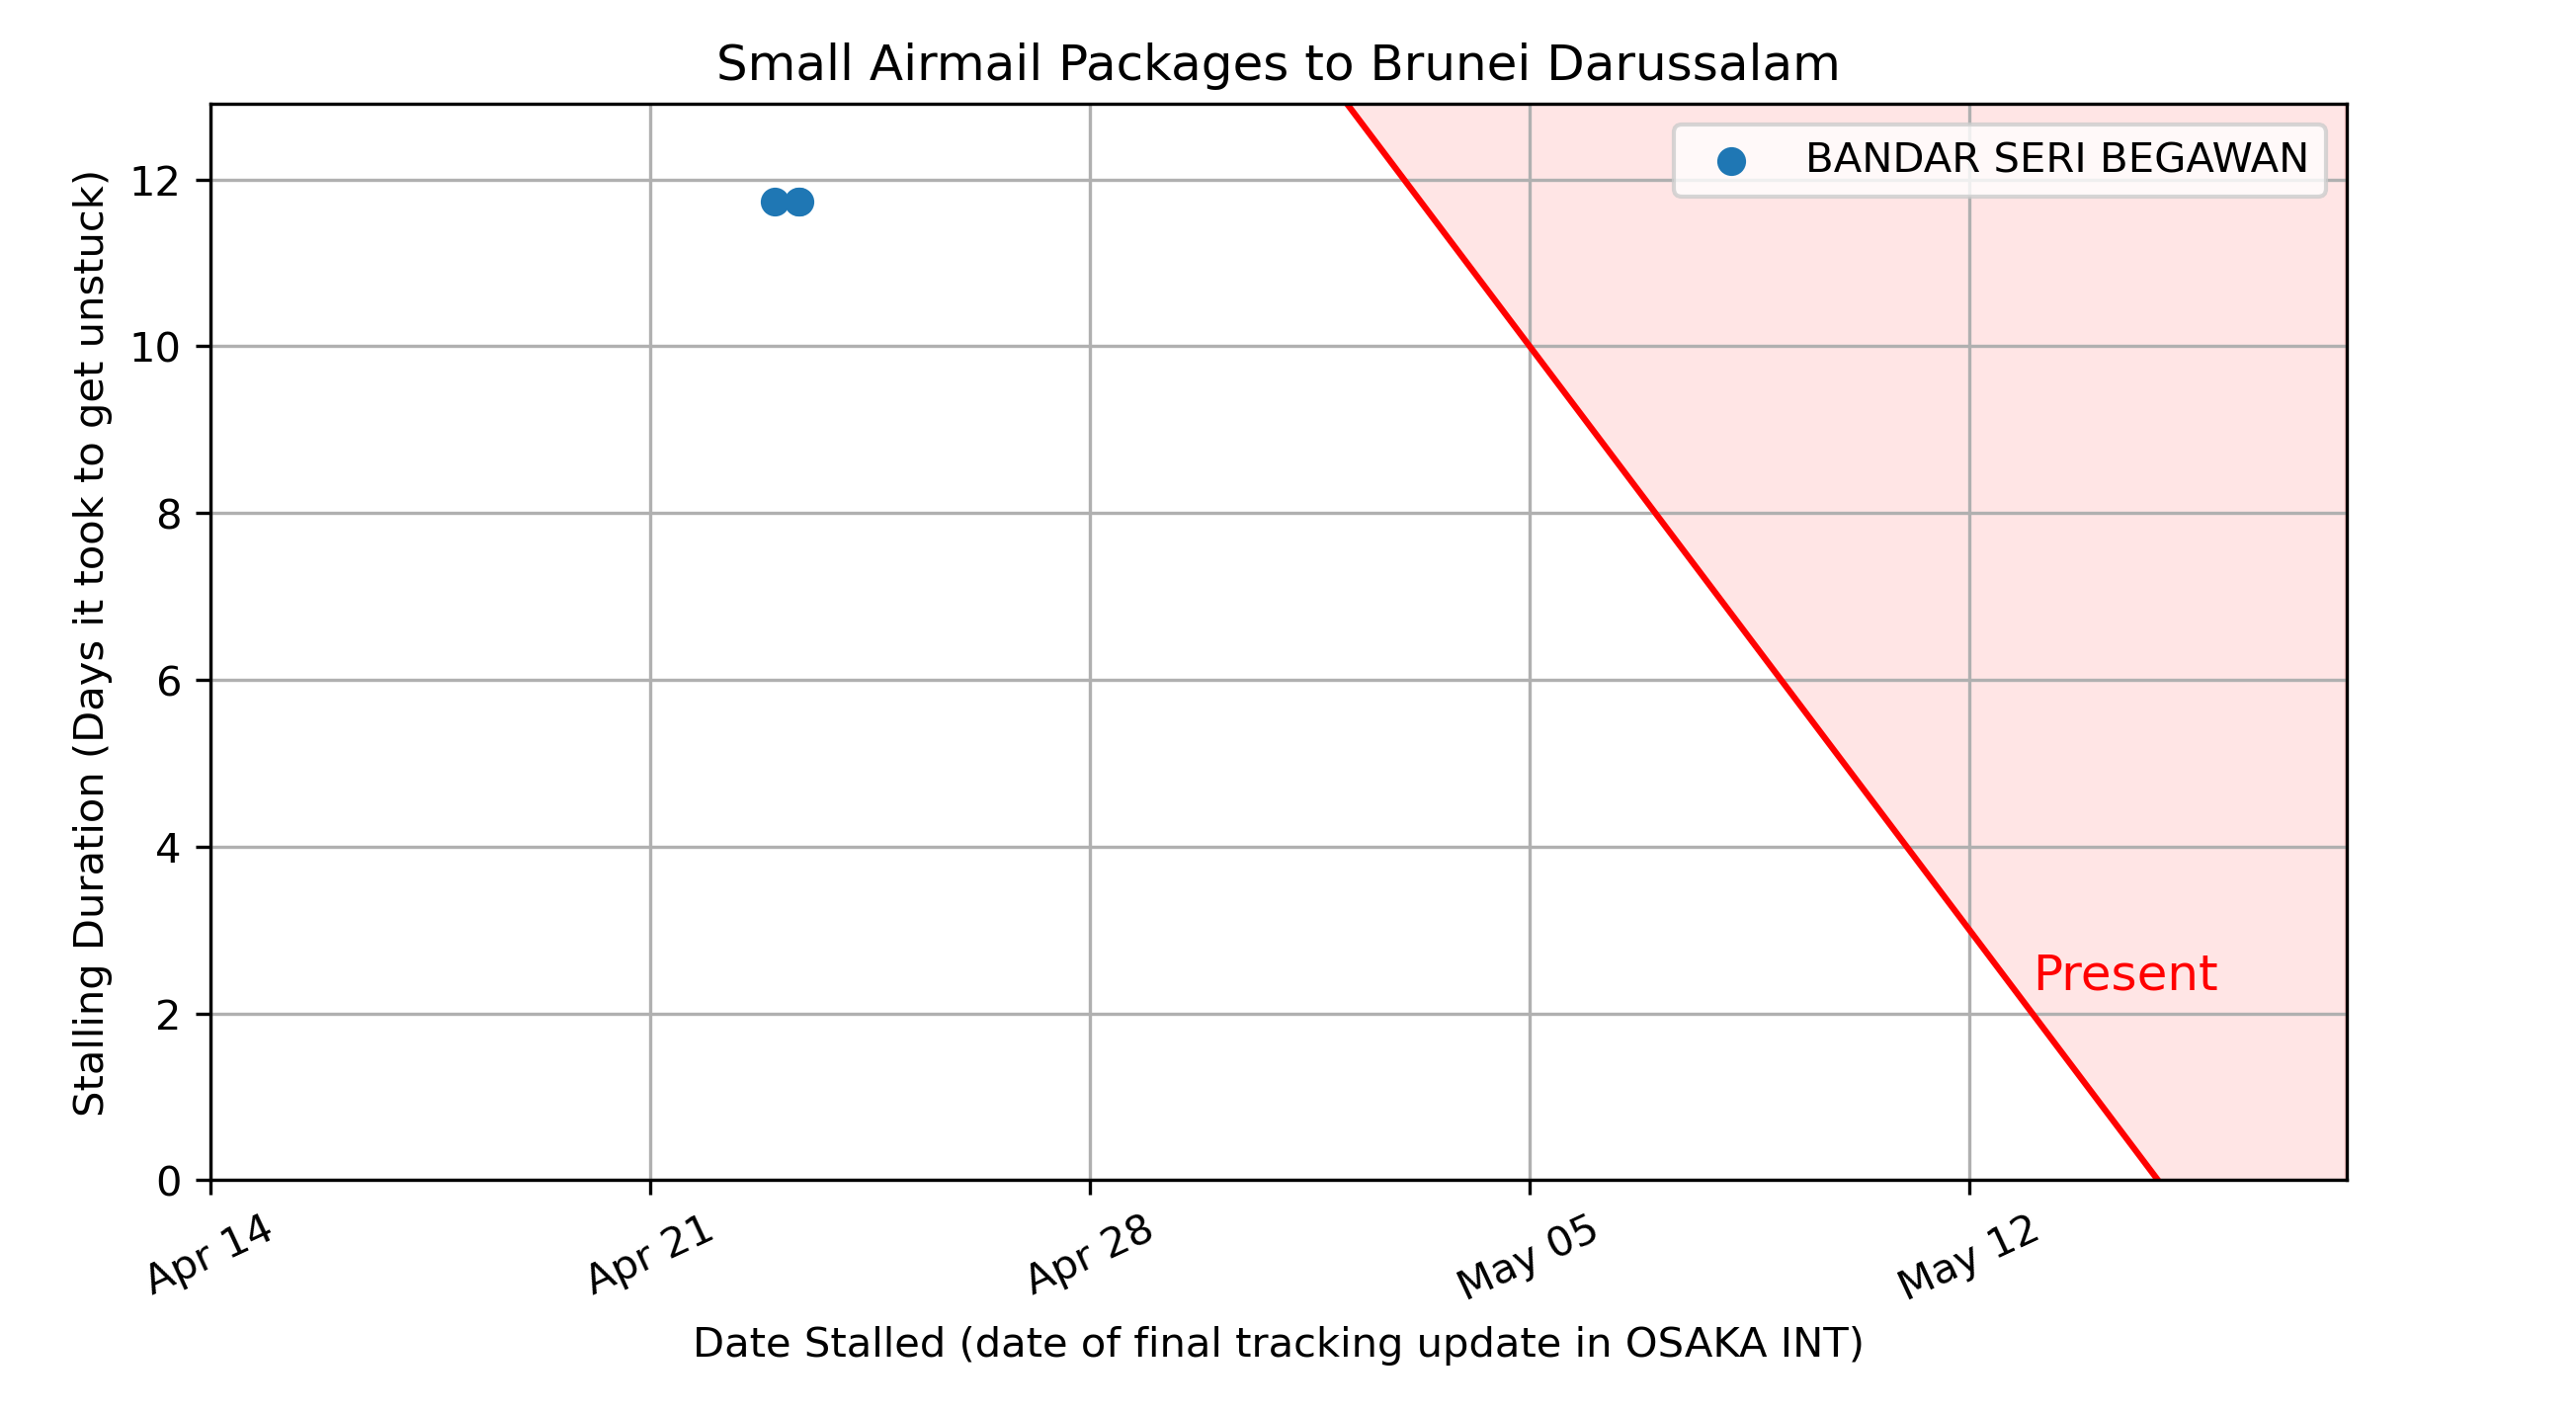 Small Airmail Packages to Brunei Darussalam
BANDAR SERI BEGAWAN
Stalling Duration (Days it took to get unstuck)
12
10
8
6
4
2
0
Present
Apr 14
Apr 21
Apr 28
May 05
May 12
Date Stalled (date of final tracking update in OSAKA INT)